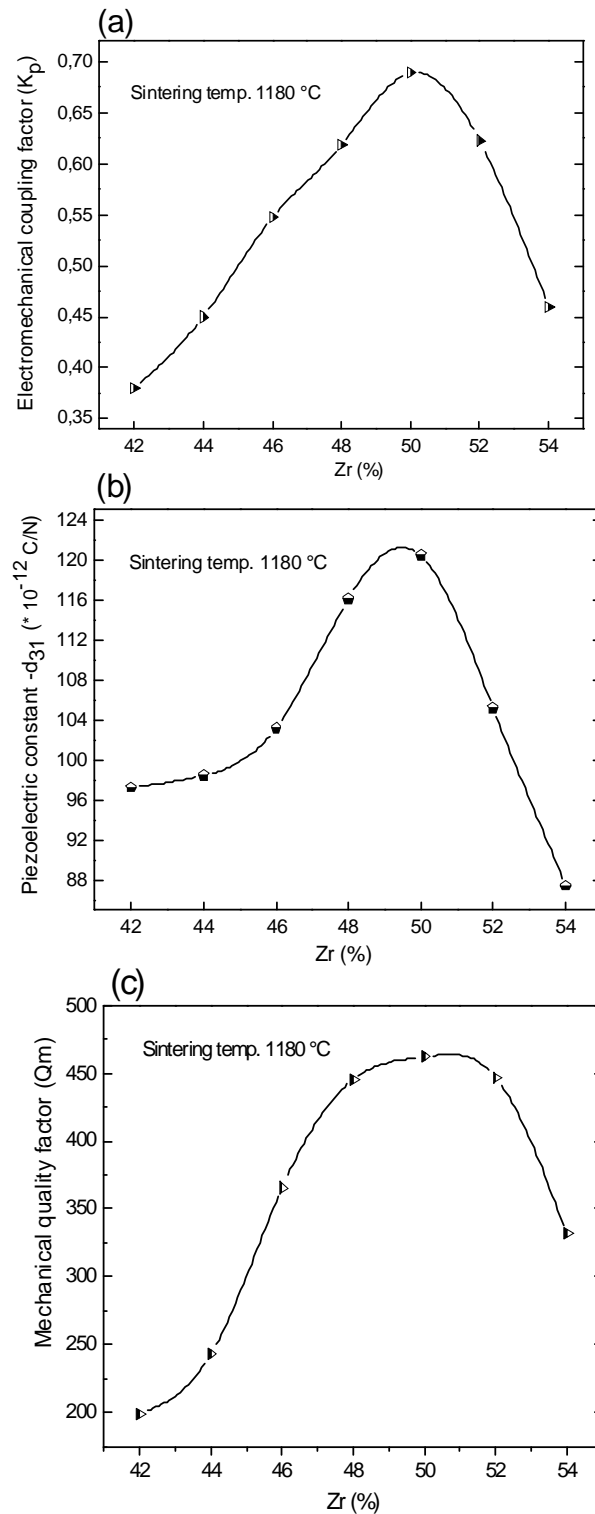 (a)
Electromechanical coupling factor (Kp)
Sintering temp. 1180 °C
0,70
0,65
0,60
0,55
0,50
0,45
0,40
0,35
42 44 46 48 50 52 54
Zr (%)
(b)
Piezoelectric constant -d31 (* 10-12 C/N)
Sintering temp. 1180 °C
124
120
116
112
108
104
100
96
92
88
42 44 46 48 50 52 54
Zr (%)
(c)
Mechanical quality factor (Qm)
Sintering temp. 1180 °C
500
450
400
350
300
250
200
42 44 46 48 50 52 54
Zr (%)